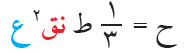 ح = ١/٣ ط نق٢ ع